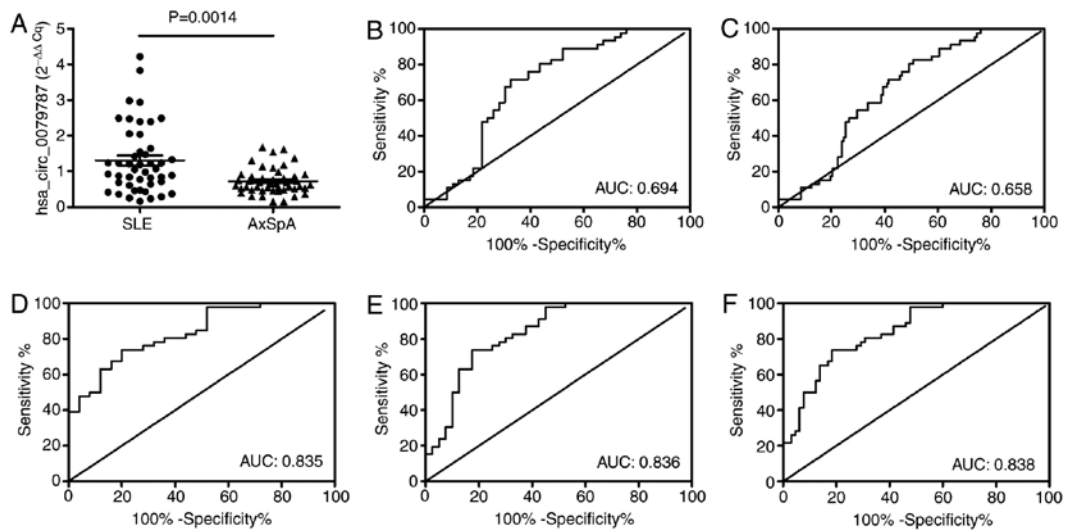 A
P=0.0014
hsa_circ_0079787 (2^-ΔΔ Cq)
5
4
3
2
1
0
SLE AxSpA
B
Sensitivity %
100
80
60
40
20
0
AUC: 0.694
0 20 40 60 80 100
100% -Specificity%
C
Sensitivity %
100
80
60
40
20
0
AUC: 0.658
0 20 40 60 80 100
100% -Specificity%
D
Sensitivity %
100
80
60
40
20
0
AUC: 0.835
0 20 40 60 80 100
100% -Specificity%
E
Sensitivity %
100
80
60
40
20
0
AUC: 0.836
0 20 40 60 80 100
100% -Specificity%
F
Sensitivity %
100
80
60
40
20
0
AUC: 0.838
0 20 40 60 80 100
100% -Specificity%